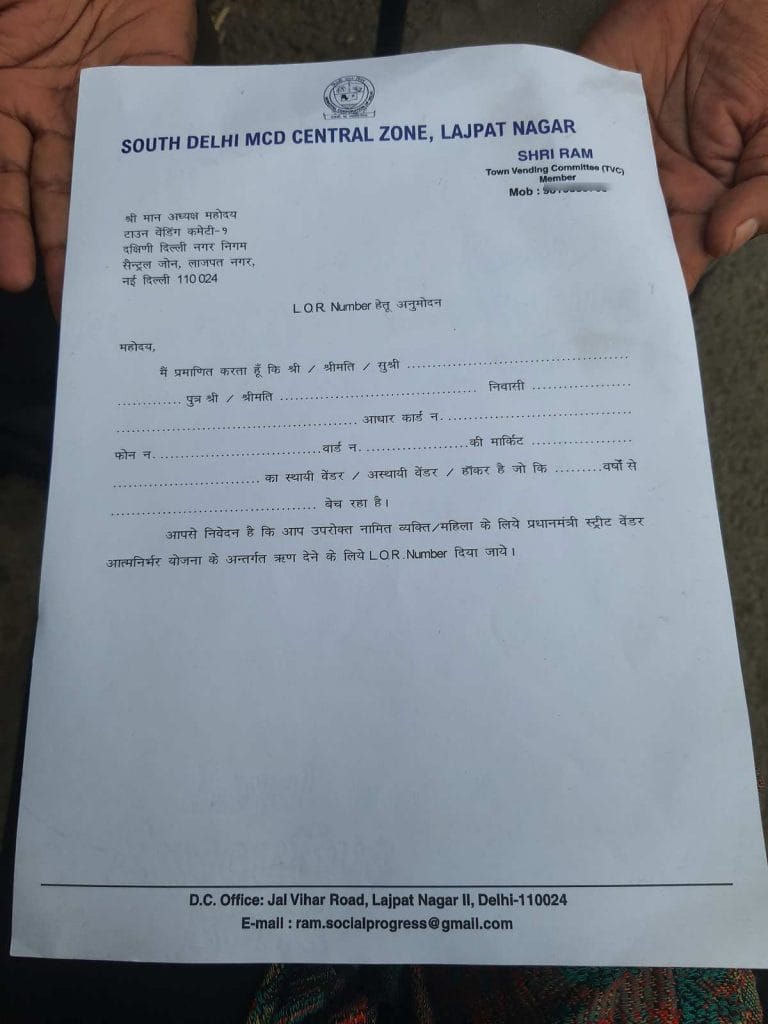 SOUTH DELHI MCD CENTRAL ZONE, LAJPAT NAGAR
SHRI RAM
Town Vending Committee (TVC)
Member
Mob :
श्री मान अध्यक्ष महोदय
टाउन वेंडिंग कमेटी-१
दक्षिणी दिल्ली नगर निगम
सैन्ट्रल जोन, लाजपत नगर,
नई दिल्ली 110 024
L.O.R. Number हेतू अनुमोदन
महोदय,
मैं प्रमाणित करता हूँ कि श्री / श्रीमति / सुश्री ........................................
............. पुत्र श्री / श्रीमति ........................................ निवासी ....................
................................................ आधार कार्ड न. ....................................
फोन न. ............................ वार्ड न. ..................... की मार्किट ....................
............................... का स्थायी वेंडर / अस्थायी वेंडर / हॉकर है जो कि .........वर्षों से
........................................ बेच रहा है।
आपसे निवेदन है कि आप उपरोक्त नामित व्यक्ति/महिला के लिये प्रधानमंत्री स्ट्रीट वेंडर
आत्मनिर्भर योजना के अन्तर्गत ऋण देने के लिये L.O.R. Number दिया जाये।
D.C. Office: Jal Vihar Road, Lajpat Nagar II, Delhi-110024
E-mail : ram.socialprogress@gmail.com